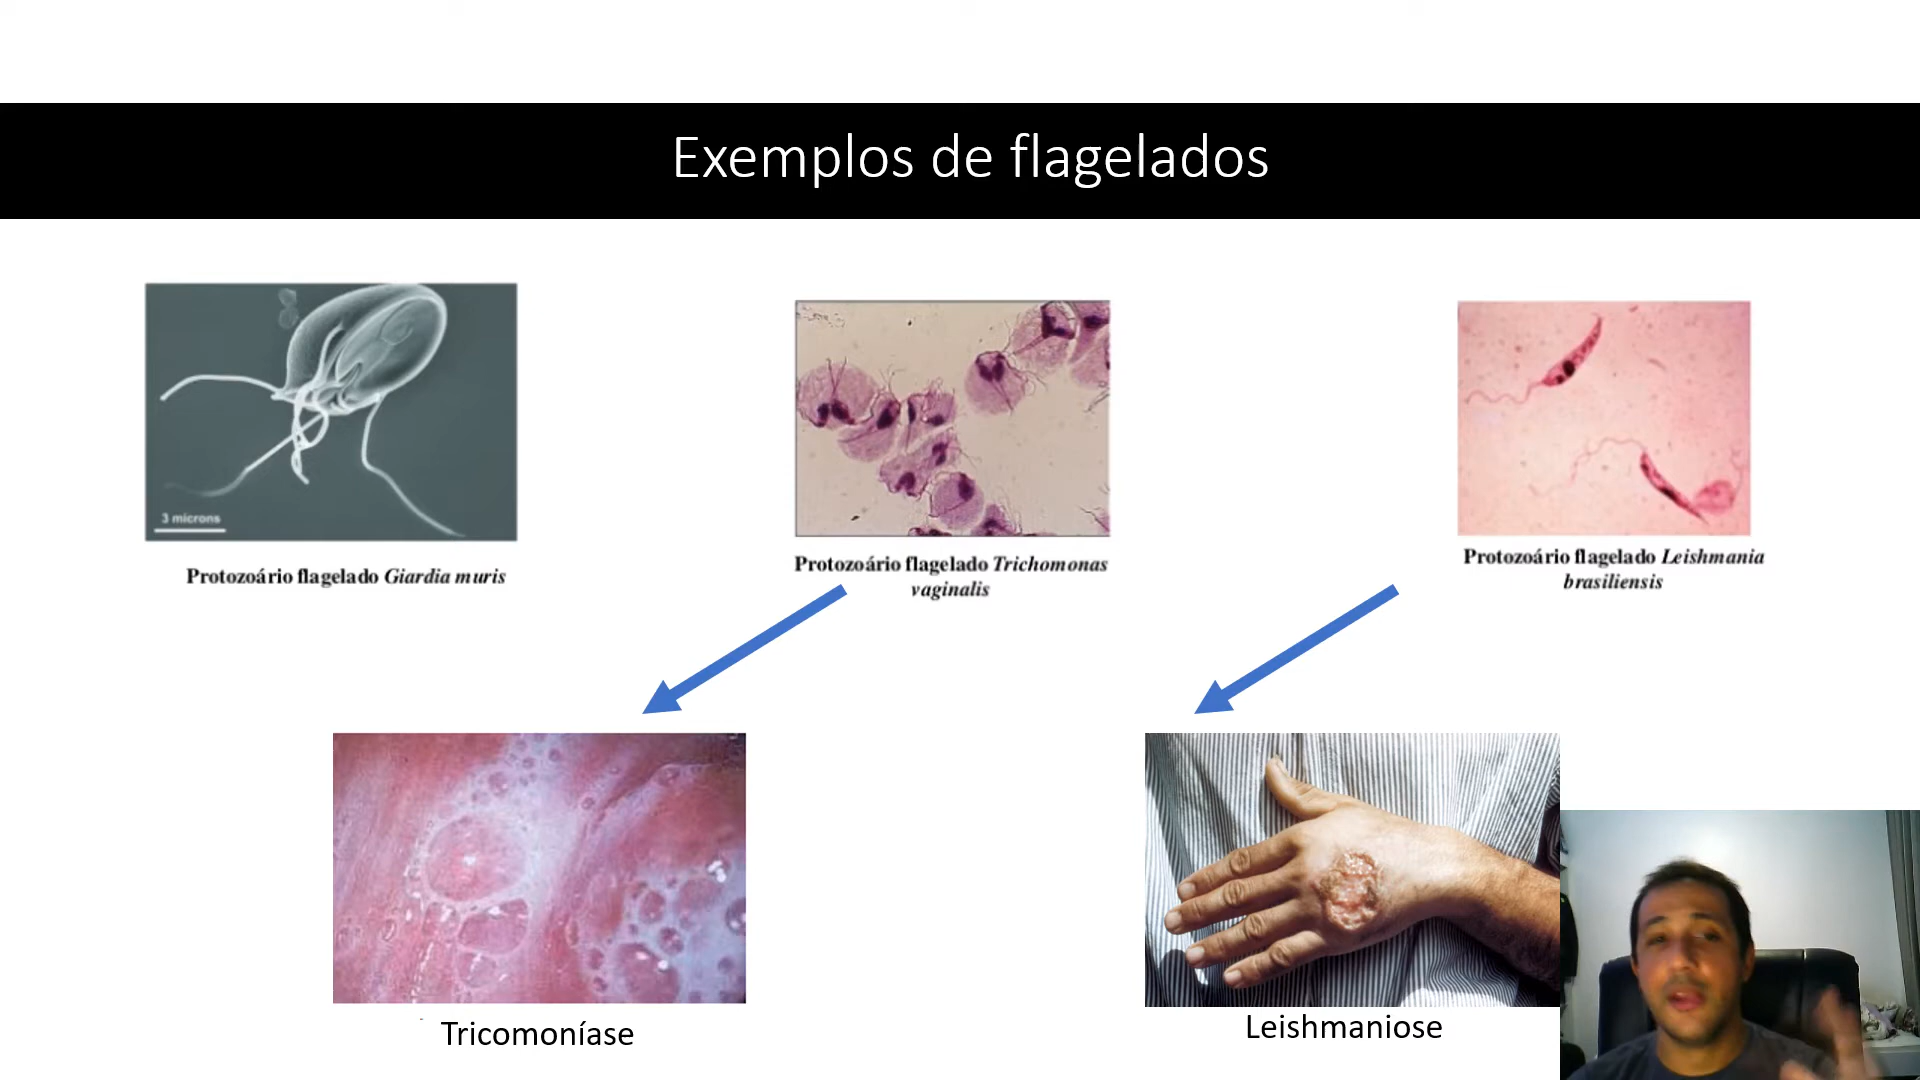 Exemplos de flagelados
3 microns
Protozoário flagelado Giardia muris
Protozoário flagelado Trichomonas
vaginalis
Protozoário flagelado Leishmania
brasiliensis
Tricomoníase
Leishmaniose